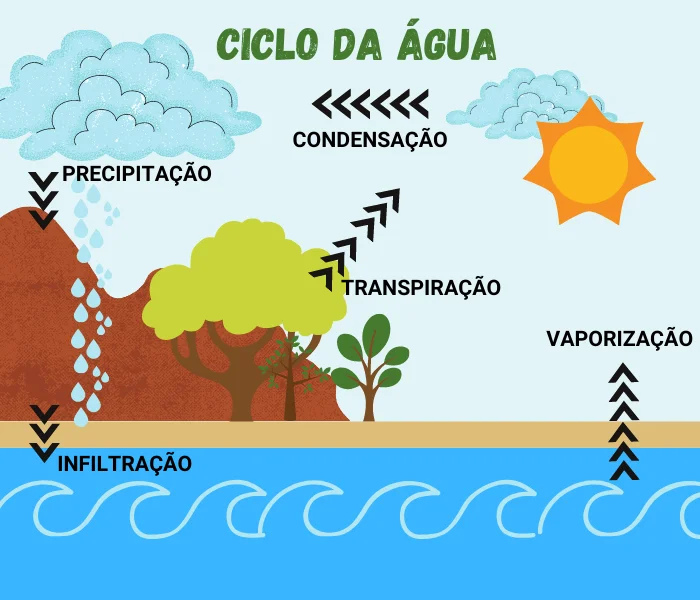 CICLO DA ÁGUA
CONDENSAÇÃO
PRECIPITAÇÃO
TRANSPIRAÇÃO
VAPORIZAÇÃO
INFILTRAÇÃO